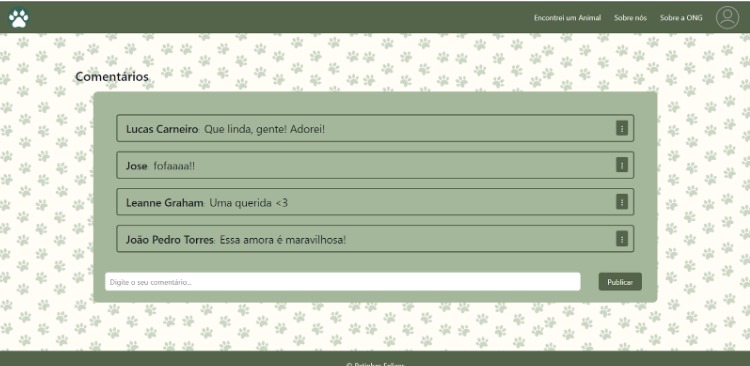 Encontrei um Animal Sobre nós Sobre a ONG
Comentários
Lucas Carneiro: Que linda, gente! Adorei!
Jose: fofaaaa!!
Leanne Graham: Uma querida <3
João Pedro Torres: Essa amora é maravilhosa!
Digite o seu comentário... Publicar